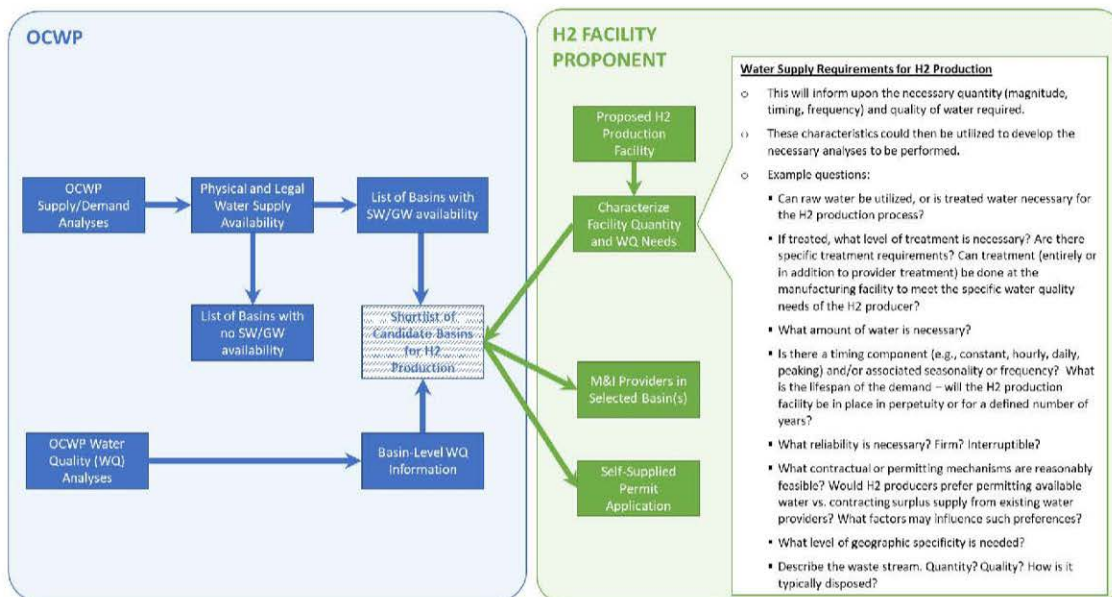 OCWP
OCWP
Supply/Demand
Analyses
Physical and Legal
Water Supply
Availability
List of Basins with
SW/GW availability
List of Basins with
no SW/GW
availability
Shortlist of
Candidate Basins
for H2
Production
OCWP Water
Quality (WQ)
Analyses
Basin-Level WQ
Information
H2 FACILITY
PROPONENT
Proposed H2
Production
Facility
Characterize
Facility Quantity
and WQ Needs
M&I Providers in
Selected Basin(s)
Self-Supplied
Permit
Application
Water Supply Requirements for H2 Production
o This will inform upon the necessary quantity (magnitude,
timing, frequency) and quality of water required.
o These characteristics could then be utilized to develop the
necessary analyses to be performed.
o Example questions:
▪ Can raw water be utilized, or is treated water necessary for
the H2 production process?
▪ If treated, what level of treatment is necessary? Are there
specific treatment requirements? Can treatment (entirely or
in addition to provider treatment) be done at the
manufacturing facility to meet the specific water quality
needs of the H2 producer?
▪ What amount of water is necessary?
▪ Is there a timing component (e.g., constant, hourly, daily,
peaking) and/or associated seasonality or frequency? What
is the lifespan of the demand – will the H2 production
facility be in place in perpetuity or for a defined number of
years?
▪ What reliability is necessary? Firm? Interruptible?
▪ What contractual or permitting mechanisms are reasonably
feasible? Would H2 producers prefer permitting available
water vs. contracting surplus supply from existing water
providers? What factors may influence such preferences?
▪ What level of geographic specificity is needed?
▪ Describe the waste stream. Quantity? Quality? How is it
typically disposed?